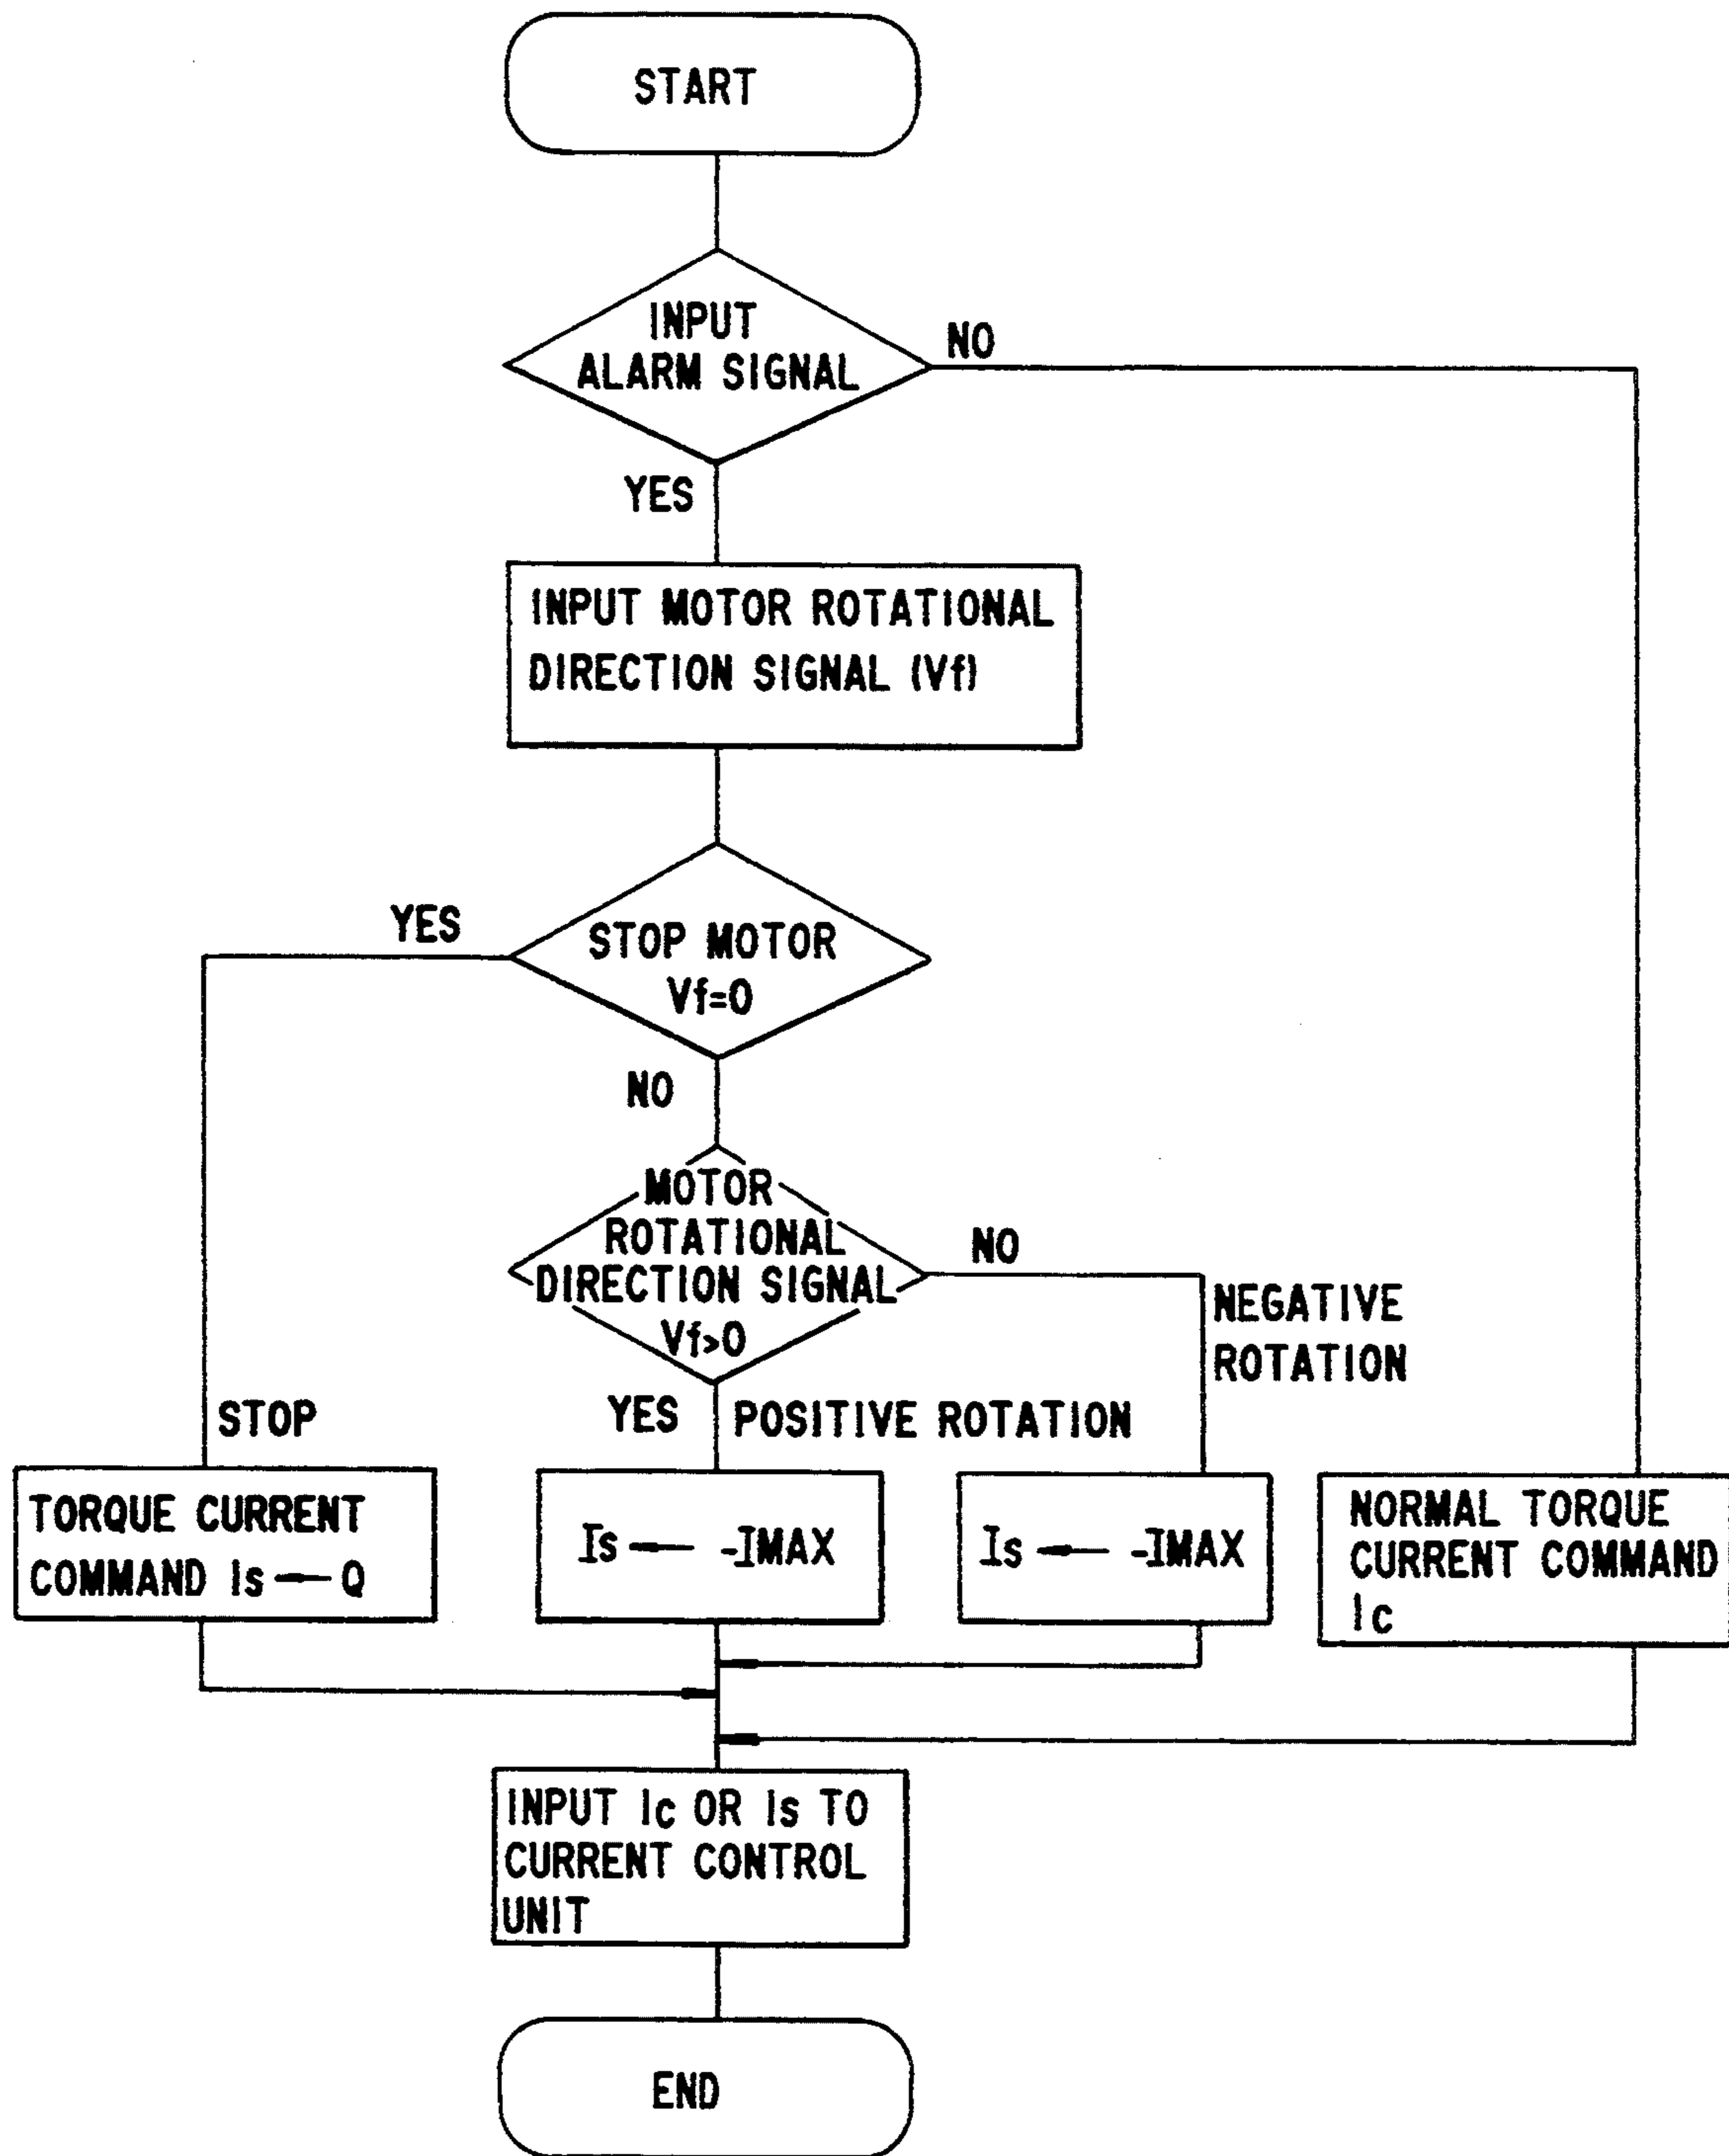 START
INPUT
ALARM SIGNAL
NO
YES
INPUT MOTOR ROTATIONAL
DIRECTION SIGNAL (Vf)
YES
STOP MOTOR
Vf=0
NO
MOTOR
ROTATIONAL
DIRECTION SIGNAL
Vf>0
NO
NEGATIVE
ROTATION
STOP
YES
POSITIVE ROTATION
TORQUE CURRENT
COMMAND Is ← Q
Is ← -IMAX
Is ← -IMAX
NORMAL TORQUE
CURRENT COMMAND
Ic
INPUT Ic OR Is TO
CURRENT CONTROL
UNIT
END